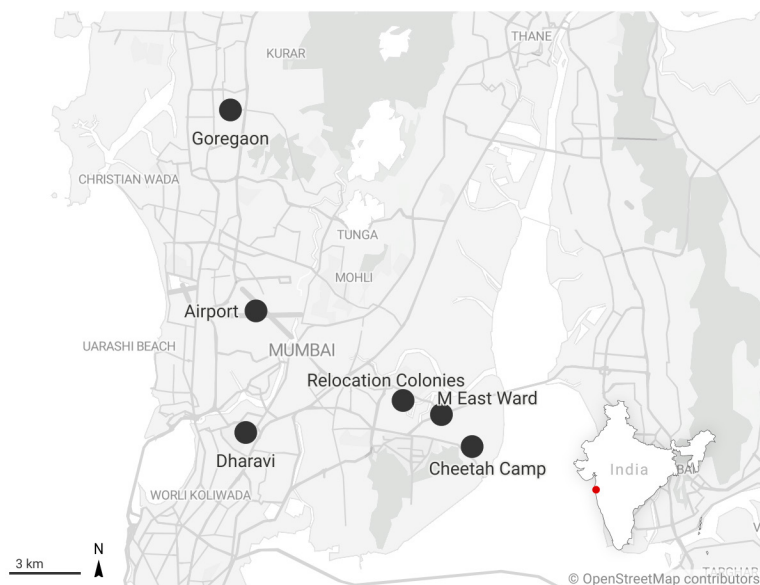 THANE
KURAR
Goregaon
CHRISTIAN WADA
TUNGA
MOHLI
Airport
UARASHI BEACH
MUMBAI
Relocation Colonies
M East Ward
Dharavi
Cheetah Camp
India
BAL
WORLI KOLIWADA
3 km
N
© OpenStreetMap contributors